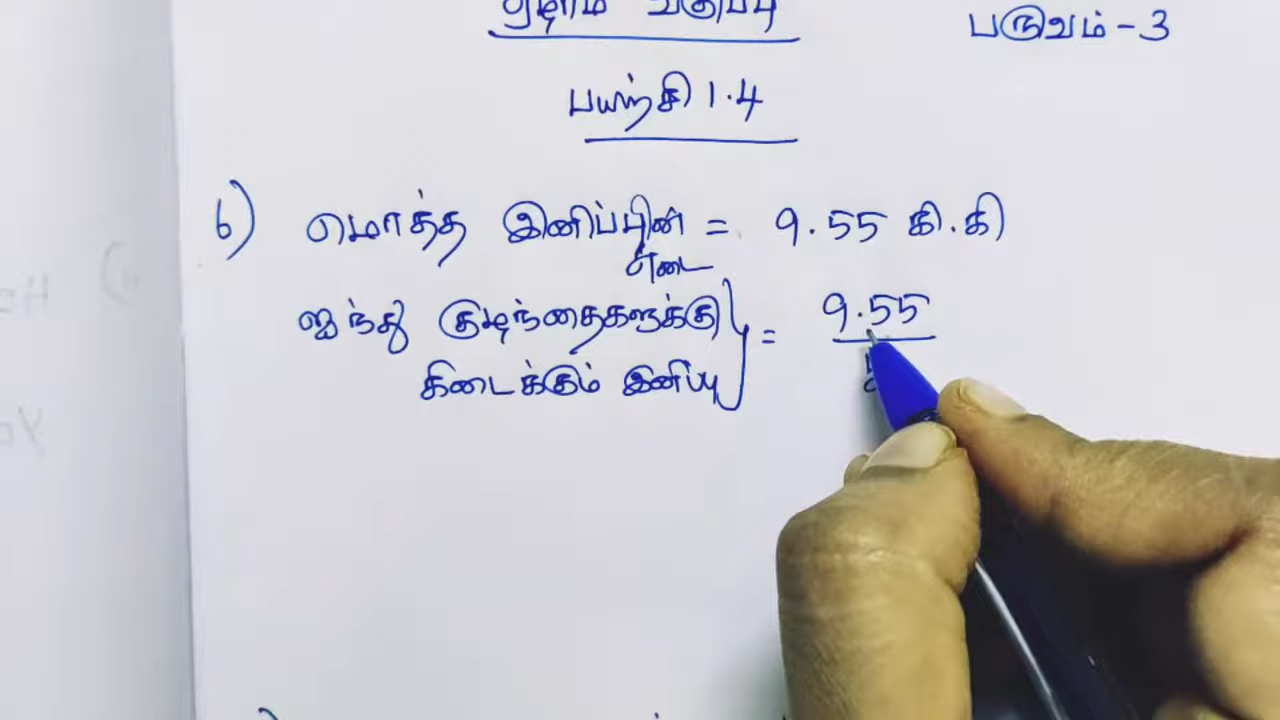 ஏழாம் வகுப்பு
பருவம் - 3
பயிற்சி 1.4
6) மொத்த இனிப்பின் = 9.55 கி.கி
எடை
ஐந்து குழந்தைகளுக்கு } = 9.55
கிடைக்கும் இனிப்பு 5